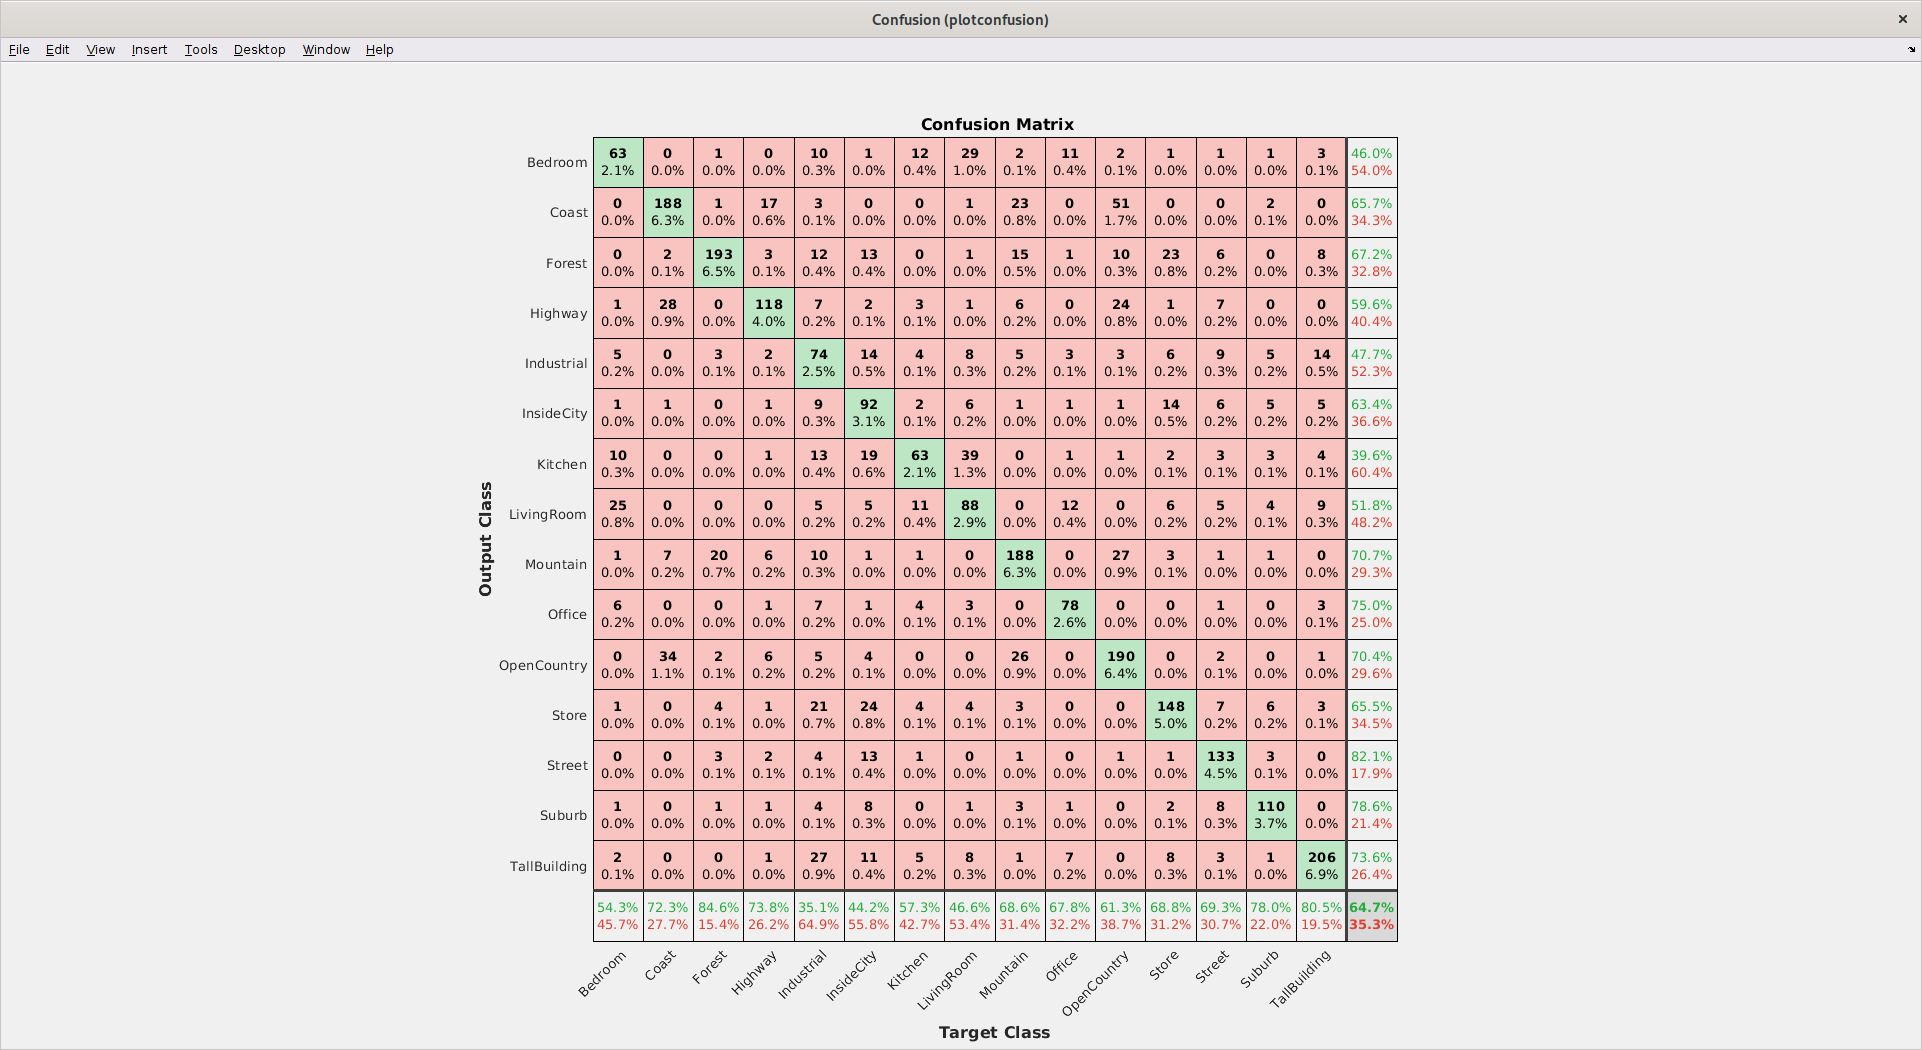 Confusion (plotconfusion)
File Edit View Insert Tools Desktop Window Help
Confusion Matrix
Bedroom 63 0 1 0 10 1 12 29 2 11 2 1 1 1 3 46.0%
2.1% 0.0% 0.0% 0.0% 0.3% 0.0% 0.4% 1.0% 0.1% 0.4% 0.1% 0.0% 0.0% 0.0% 0.1% 54.0%
Coast 0 188 1 17 3 0 0 1 23 0 51 0 0 2 0 65.7%
0.0% 6.3% 0.0% 0.6% 0.1% 0.0% 0.0% 0.0% 0.8% 0.0% 1.7% 0.0% 0.0% 0.1% 0.0% 34.3%
Forest 0 2 193 3 12 13 0 1 15 1 10 23 6 0 8 67.2%
0.0% 0.1% 6.5% 0.1% 0.4% 0.4% 0.0% 0.0% 0.5% 0.0% 0.3% 0.8% 0.2% 0.0% 0.3% 32.8%
Highway 1 28 0 118 7 2 3 1 6 0 24 1 7 0 0 59.6%
0.0% 0.9% 0.0% 4.0% 0.2% 0.1% 0.1% 0.0% 0.2% 0.0% 0.8% 0.0% 0.2% 0.0% 0.0% 40.4%
Industrial 5 0 3 2 74 14 4 8 5 3 3 6 9 5 14 47.7%
0.2% 0.0% 0.1% 0.1% 2.5% 0.5% 0.1% 0.3% 0.2% 0.1% 0.1% 0.2% 0.3% 0.2% 0.5% 52.3%
InsideCity 1 1 0 1 9 92 2 6 1 1 1 14 6 5 5 63.4%
0.0% 0.0% 0.0% 0.0% 0.3% 3.1% 0.1% 0.2% 0.0% 0.0% 0.0% 0.5% 0.2% 0.2% 0.2% 36.6%
Kitchen 10 0 0 1 13 19 63 39 0 1 1 2 3 3 4 39.6%
0.3% 0.0% 0.0% 0.0% 0.4% 0.6% 2.1% 1.3% 0.0% 0.0% 0.0% 0.1% 0.1% 0.1% 0.1% 60.4%
LivingRoom 25 0 0 0 5 5 11 88 0 12 0 6 5 4 9 51.8%
0.8% 0.0% 0.0% 0.0% 0.2% 0.2% 0.4% 2.9% 0.0% 0.4% 0.0% 0.2% 0.2% 0.1% 0.3% 48.2%
Mountain 1 7 20 6 10 1 1 0 188 0 27 3 1 1 0 70.7%
0.0% 0.2% 0.7% 0.2% 0.3% 0.0% 0.0% 0.0% 6.3% 0.0% 0.9% 0.1% 0.0% 0.0% 0.0% 29.3%
Office 6 0 0 1 7 1 4 3 0 78 0 0 1 0 3 75.0%
0.2% 0.0% 0.0% 0.0% 0.2% 0.0% 0.1% 0.1% 0.0% 2.6% 0.0% 0.0% 0.0% 0.0% 0.1% 25.0%
OpenCountry 0 34 2 6 5 4 0 0 26 0 190 0 2 0 1 70.4%
0.0% 1.1% 0.1% 0.2% 0.2% 0.1% 0.0% 0.0% 0.9% 0.0% 6.4% 0.0% 0.1% 0.0% 0.0% 29.6%
Store 1 0 4 1 21 24 4 4 3 0 0 148 7 6 3 65.5%
0.0% 0.0% 0.1% 0.0% 0.7% 0.8% 0.1% 0.1% 0.1% 0.0% 0.0% 5.0% 0.2% 0.2% 0.1% 34.5%
Street 0 0 3 2 4 13 1 0 1 0 1 1 133 3 0 82.1%
0.0% 0.0% 0.1% 0.1% 0.1% 0.4% 0.0% 0.0% 0.0% 0.0% 0.0% 0.0% 4.5% 0.1% 0.0% 17.9%
Suburb 1 0 1 1 4 8 0 1 3 1 0 2 8 110 0 78.6%
0.0% 0.0% 0.0% 0.0% 0.1% 0.3% 0.0% 0.0% 0.1% 0.0% 0.0% 0.1% 0.3% 3.7% 0.0% 21.4%
TallBuilding 2 0 0 1 27 11 5 8 1 7 0 8 3 1 206 73.6%
0.1% 0.0% 0.0% 0.0% 0.9% 0.4% 0.2% 0.3% 0.0% 0.2% 0.0% 0.3% 0.1% 0.0% 6.9% 26.4%
54.3% 72.3% 84.6% 73.8% 35.1% 44.2% 57.3% 46.6% 68.6% 67.8% 61.3% 68.8% 69.3% 78.0% 80.5% 64.7%
45.7% 27.7% 15.4% 26.2% 64.9% 55.8% 42.7% 53.4% 31.4% 32.2% 38.7% 31.2% 30.7% 22.0% 19.5% 35.3%
Bedroom Coast Forest Highway Industrial InsideCity Kitchen LivingRoom Mountain Office OpenCountry Store Street Suburb TallBuilding
Target Class
Output Class